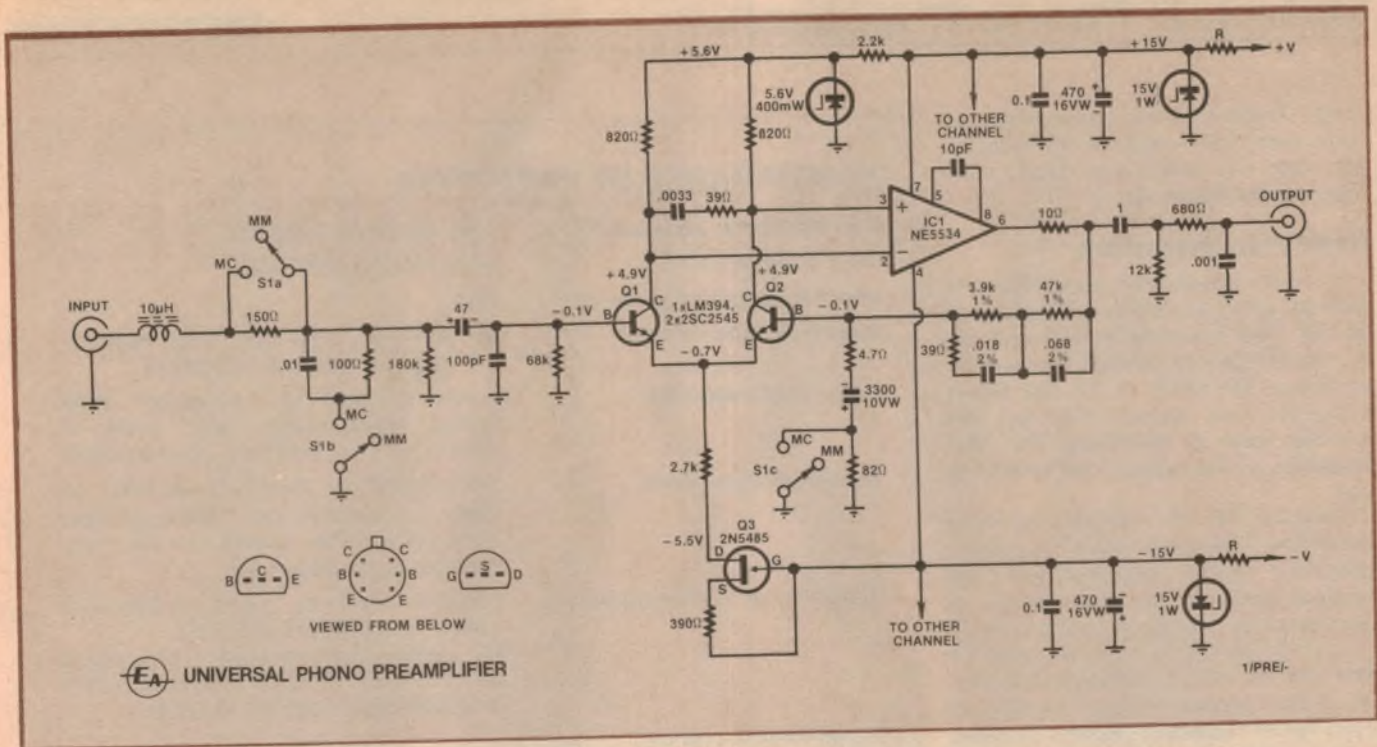 +5.6V
2.2k
+15V
R
+V
5.6V
400mW
0.1
470
16VW
+
−
15V
1W
820Ω
820Ω
TO OTHER
CHANNEL
10pF
.0033
39Ω
7
5
8
3
+
IC1
NE5534
6
−
2
4
10Ω
1
680Ω
OUTPUT
12k
.001
MM
MC
S1a
INPUT
10µH
150Ω
+4.9V
+4.9V
Q1
C
1xLM394,
2x2SC2545
C
Q2
−0.1V
B
E
E
B
−0.1V
−0.7V
3.9k
1%
47k
1%
39Ω
.018
2%
.068
2%
47
+
−
.01
100Ω
180k
100pF
68k
4.7Ω
−
3300
10VW
+
MC
S1b
MM
MC
MM
S1c
82Ω
2.7k
Q3
2N5485
−5.5V
D
G
S
390Ω
−15V
R
−V
TO OTHER
CHANNEL
0.1
470
16VW
−
+
15V
1W
B
C
E
C
C
B
B
E
E
G
S
D
VIEWED FROM BELOW
EA UNIVERSAL PHONO PREAMPLIFIER
1/PRE/-